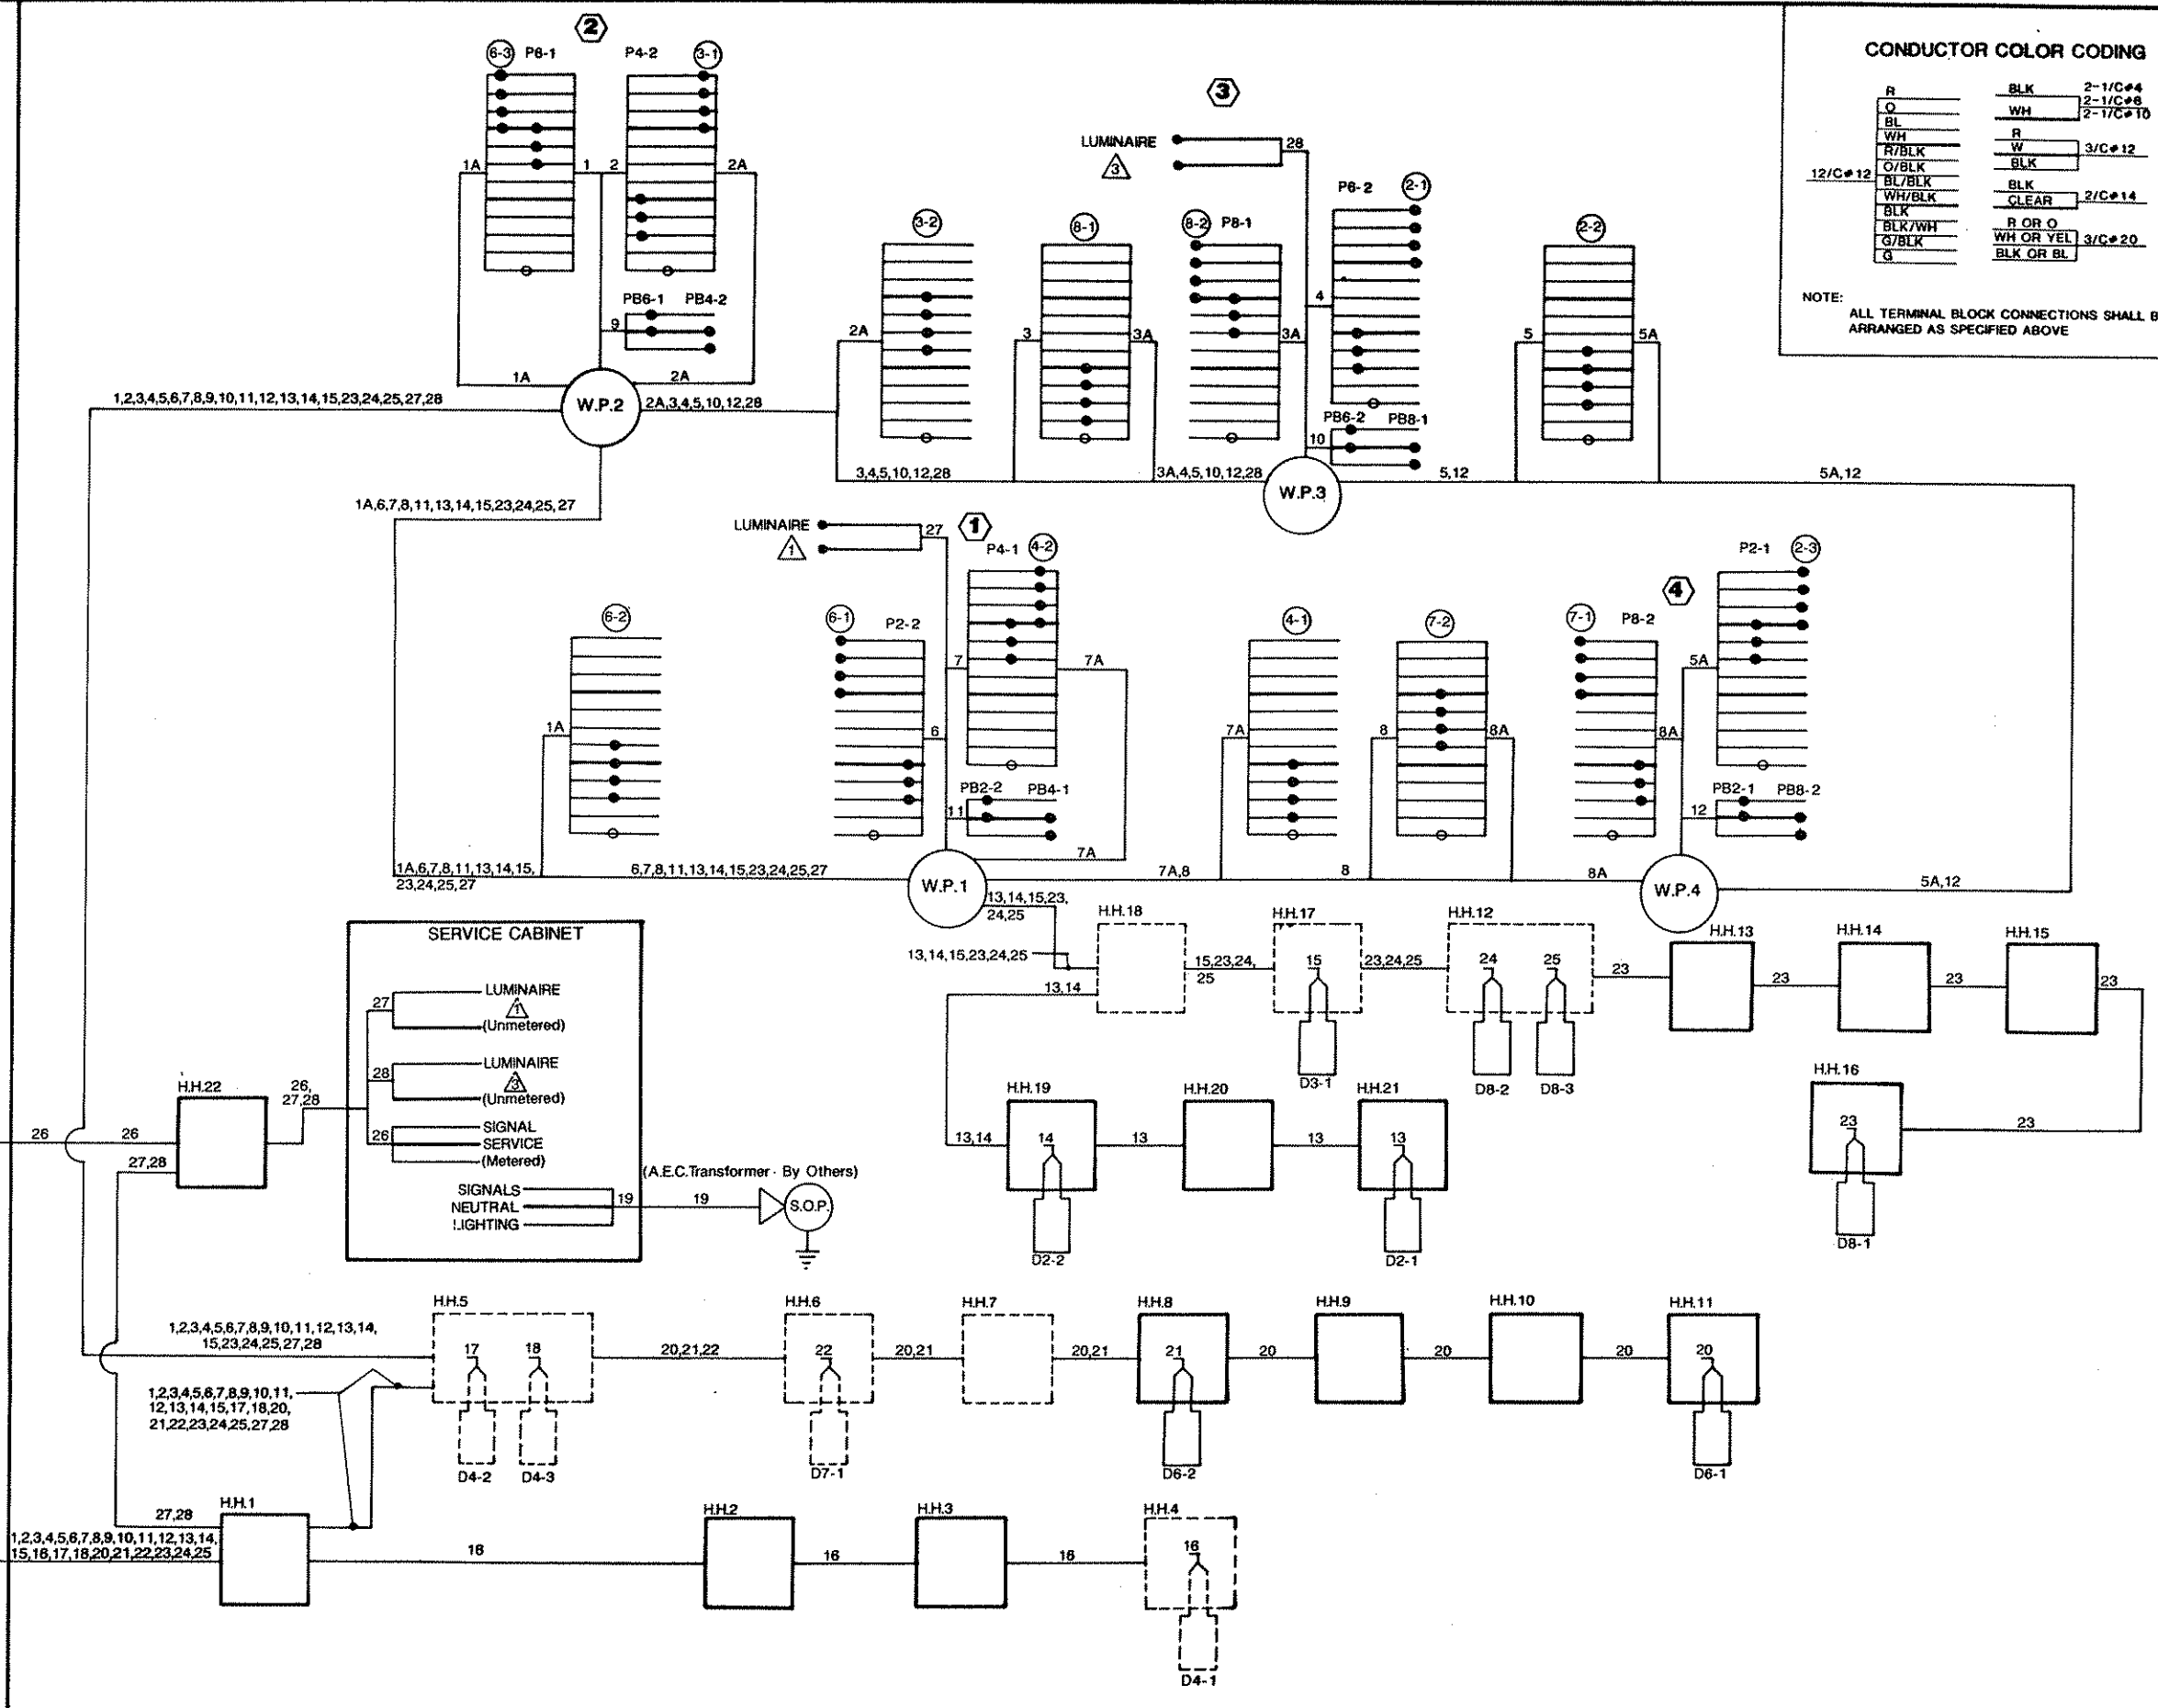 2
6-3 P6-1 P4-2 3-1
1A 1 2 2A
PB6-1 PB4-2
9
1A 2A
W.P.2
1,2,3,4,5,6,7,8,9,10,11,12,13,14,15,23,24,25,27,28
2A,3,4,5,10,12,28
1A,6,7,8,11,13,14,15,23,24,25,27
3
LUMINAIRE 28
3
3-2 8-1 8-2 P8-1 P6-2 2-1 2-2
2A 3 3A 3A 4 5 5A
PB6-2 PB8-1
10
3,4,5,10,12,28 3A,4,5,10,12,28 W.P.3 5,12 5A,12
CONDUCTOR COLOR CODING
R
O
BL
WH
R/BLK
O/BLK
BL/BLK
WH/BLK
BLK
BLK/WH
G/BLK
G
12/C#12
BLK 2-1/C#4
2-1/C#6
WH 2-1/C#10
R
W 3/C#12
BLK
BLK
CLEAR 2/C#14
R OR O
WH OR YEL 3/C#20
BLK OR BL
NOTE:
ALL TERMINAL BLOCK CONNECTIONS SHALL B
ARRANGED AS SPECIFIED ABOVE
LUMINAIRE 27
1
1
P4-1 4-2
6-2 6-1 P2-2
1A 6 7 7A
PB2-2 PB4-1
11
7A
1A,6,7,8,11,13,14,15,
23,24,25,27
6,7,8,11,13,14,15,23,24,25,27
W.P.1
4
P2-1 2-3
4-1 7-2 7-1 P8-2
7A 8 8A 8A 5A
PB2-1 PB8-2
12
7A,8 8 8A W.P.4 5A,12
13,14,15,23,
24,25
13,14,15,23,24,25
H.H.18 H.H.17 H.H.12 H.H.13 H.H.14 H.H.15
15,23,24,
25
15 23,24,25 24 25 23 23 23 23
13,14
D3-1 D8-2 D8-3
H.H.19 H.H.20 H.H.21 H.H.16
13,14 14 13 13 13 23 23
D2-2 D2-1 D8-1
SERVICE CABINET
27 LUMINAIRE
1
(Unmetered)
28 LUMINAIRE
3
(Unmetered)
26 SIGNAL
SERVICE
(Metered)
SIGNALS
NEUTRAL 19 19
LIGHTING
(A.E.C.Transformer - By Others)
S.O.P.
H.H.22
26 26
26,
27,28
27,28
H.H.5 H.H.6 H.H.7 H.H.8 H.H.9 H.H.10 H.H.11
1,2,3,4,5,6,7,8,9,10,11,12,13,14,
15,23,24,25,27,28
17 18 20,21,22 22 20,21 20,21 21 20 20 20 20
1,2,3,4,5,6,7,8,9,10,11,
12,13,14,15,17,18,20,
21,22,23,24,25,27,28
D4-2 D4-3 D7-1 D6-2 D6-1
H.H.1 H.H.2 H.H.3 H.H.4
27,28
1,2,3,4,5,6,7,8,9,10,11,12,13,14,
15,16,17,18,20,21,22,23,24,25
16 16 16 16
D4-1